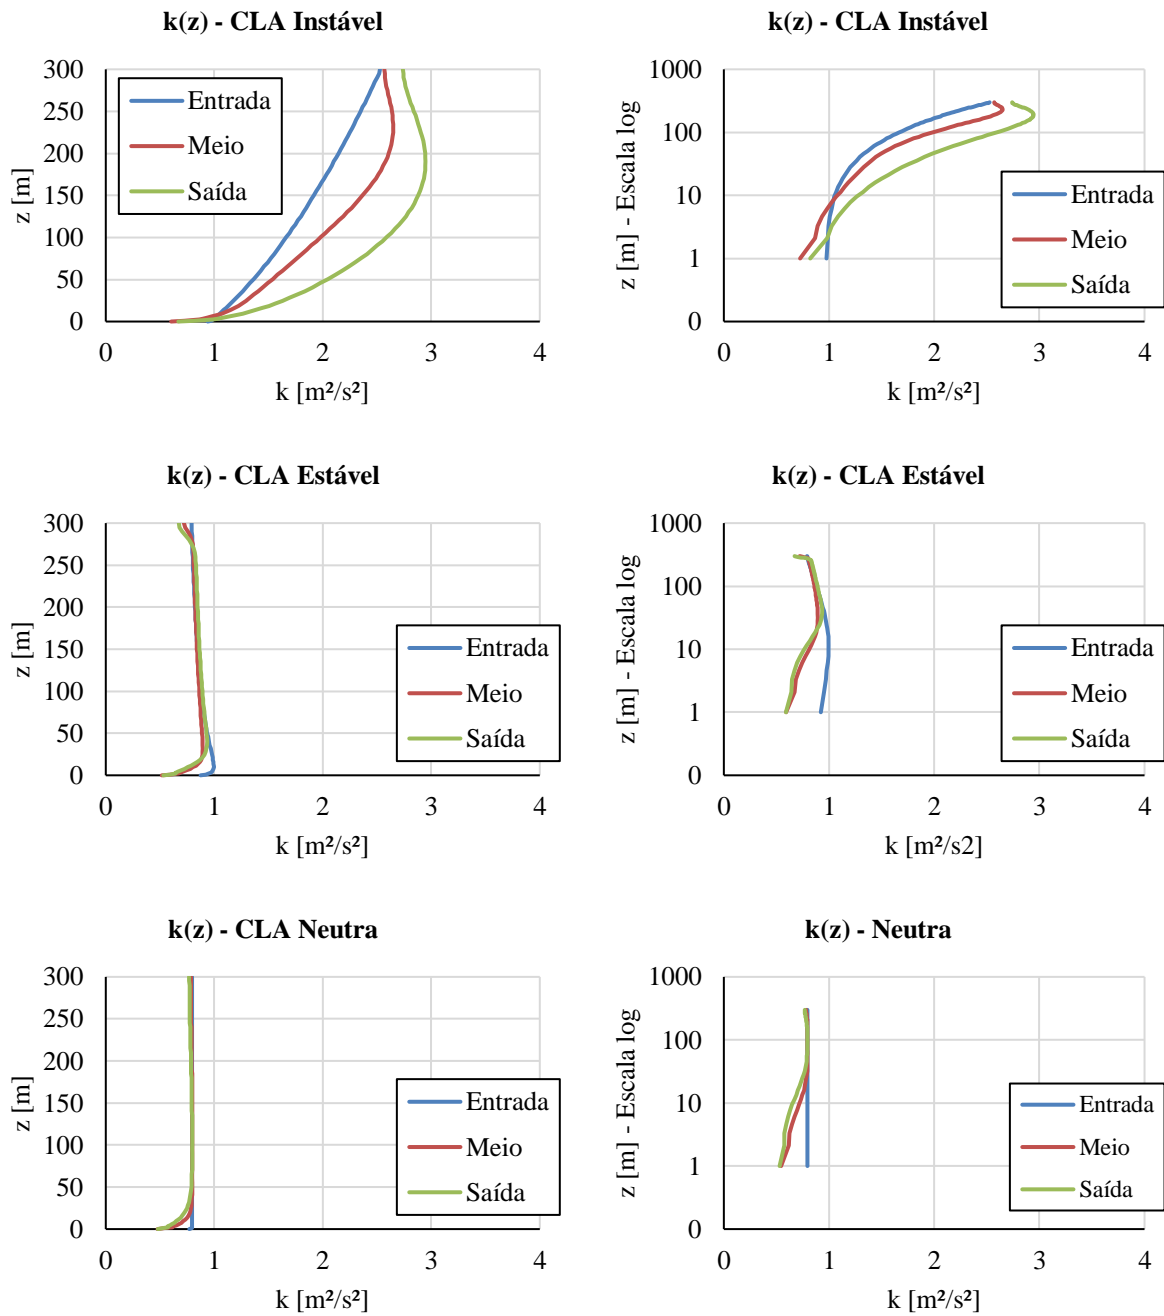 k(z) - CLA Instável
300
250
200
150
100
50
0
z [m]
Entrada
Meio
Saída
0 1 2 3 4
k [m²/s²]
k(z) - CLA Instável
1000
100
10
1
0
z [m] - Escala log
Entrada
Meio
Saída
0 1 2 3 4
k [m²/s²]
k(z) - CLA Estável
300
250
200
150
100
50
0
z [m]
Entrada
Meio
Saída
0 1 2 3 4
k [m²/s²]
k(z) - CLA Estável
1000
100
10
1
0
z [m] - Escala log
Entrada
Meio
Saída
0 1 2 3 4
k [m²/s2]
k(z) - CLA Neutra
300
250
200
150
100
50
0
z [m]
Entrada
Meio
Saída
0 1 2 3 4
k [m²/s²]
k(z) - Neutra
1000
100
10
1
0
z [m] - Escala log
Entrada
Meio
Saída
0 1 2 3 4
k [m²/s²]